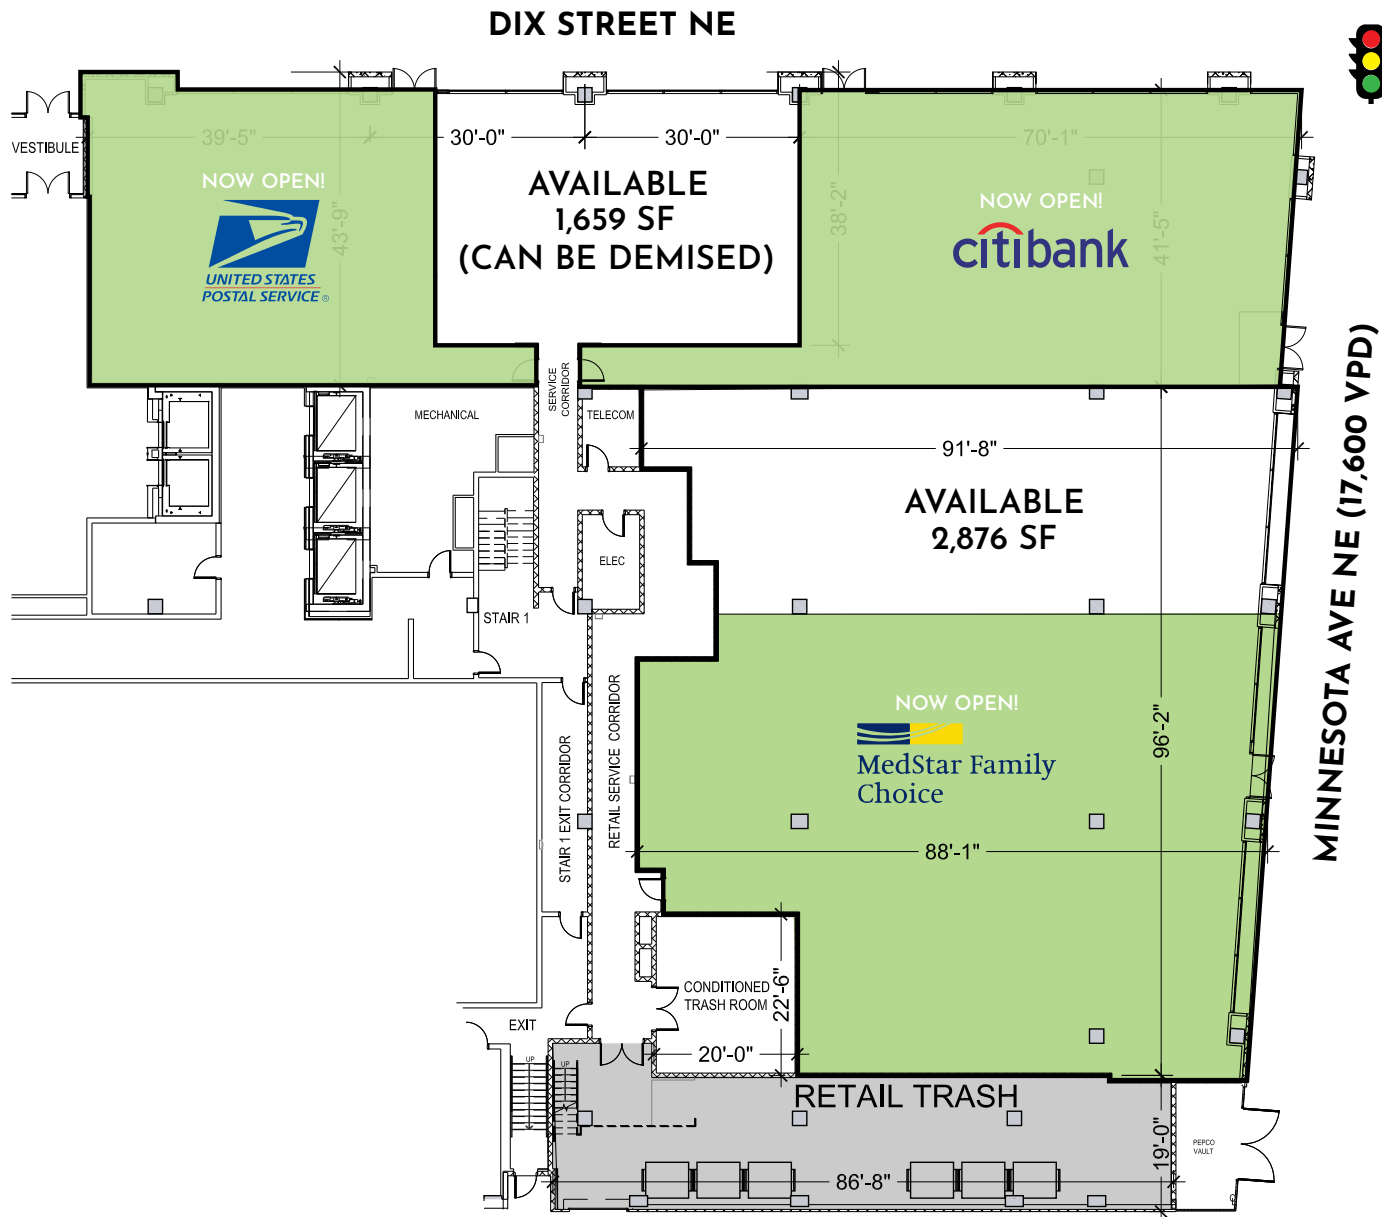 DIX STREET NE
VESTIBULE
39'-5"
30'-0"
30'-0"
70'-1"
NOW OPEN!
UNITED STATES
POSTAL SERVICE ®
43'-9"
AVAILABLE
1,659 SF
(CAN BE DEMISED)
38'-2"
NOW OPEN!
citibank
41'-5"
MINNESOTA AVE NE (17,600 VPD)
MECHANICAL
SERVICE
CORRIDOR
TELECOM
91'-8"
AVAILABLE
2,876 SF
ELEC
STAIR 1
NOW OPEN!
MedStar Family
Choice
96'-2"
88'-1"
STAIR 1 EXIT CORRIDOR
RETAIL SERVICE CORRIDOR
CONDITIONED
TRASH ROOM
22'-6"
20'-0"
EXIT
UP
UP
RETAIL TRASH
86'-8"
19'-0"
PEPCO
VAULT